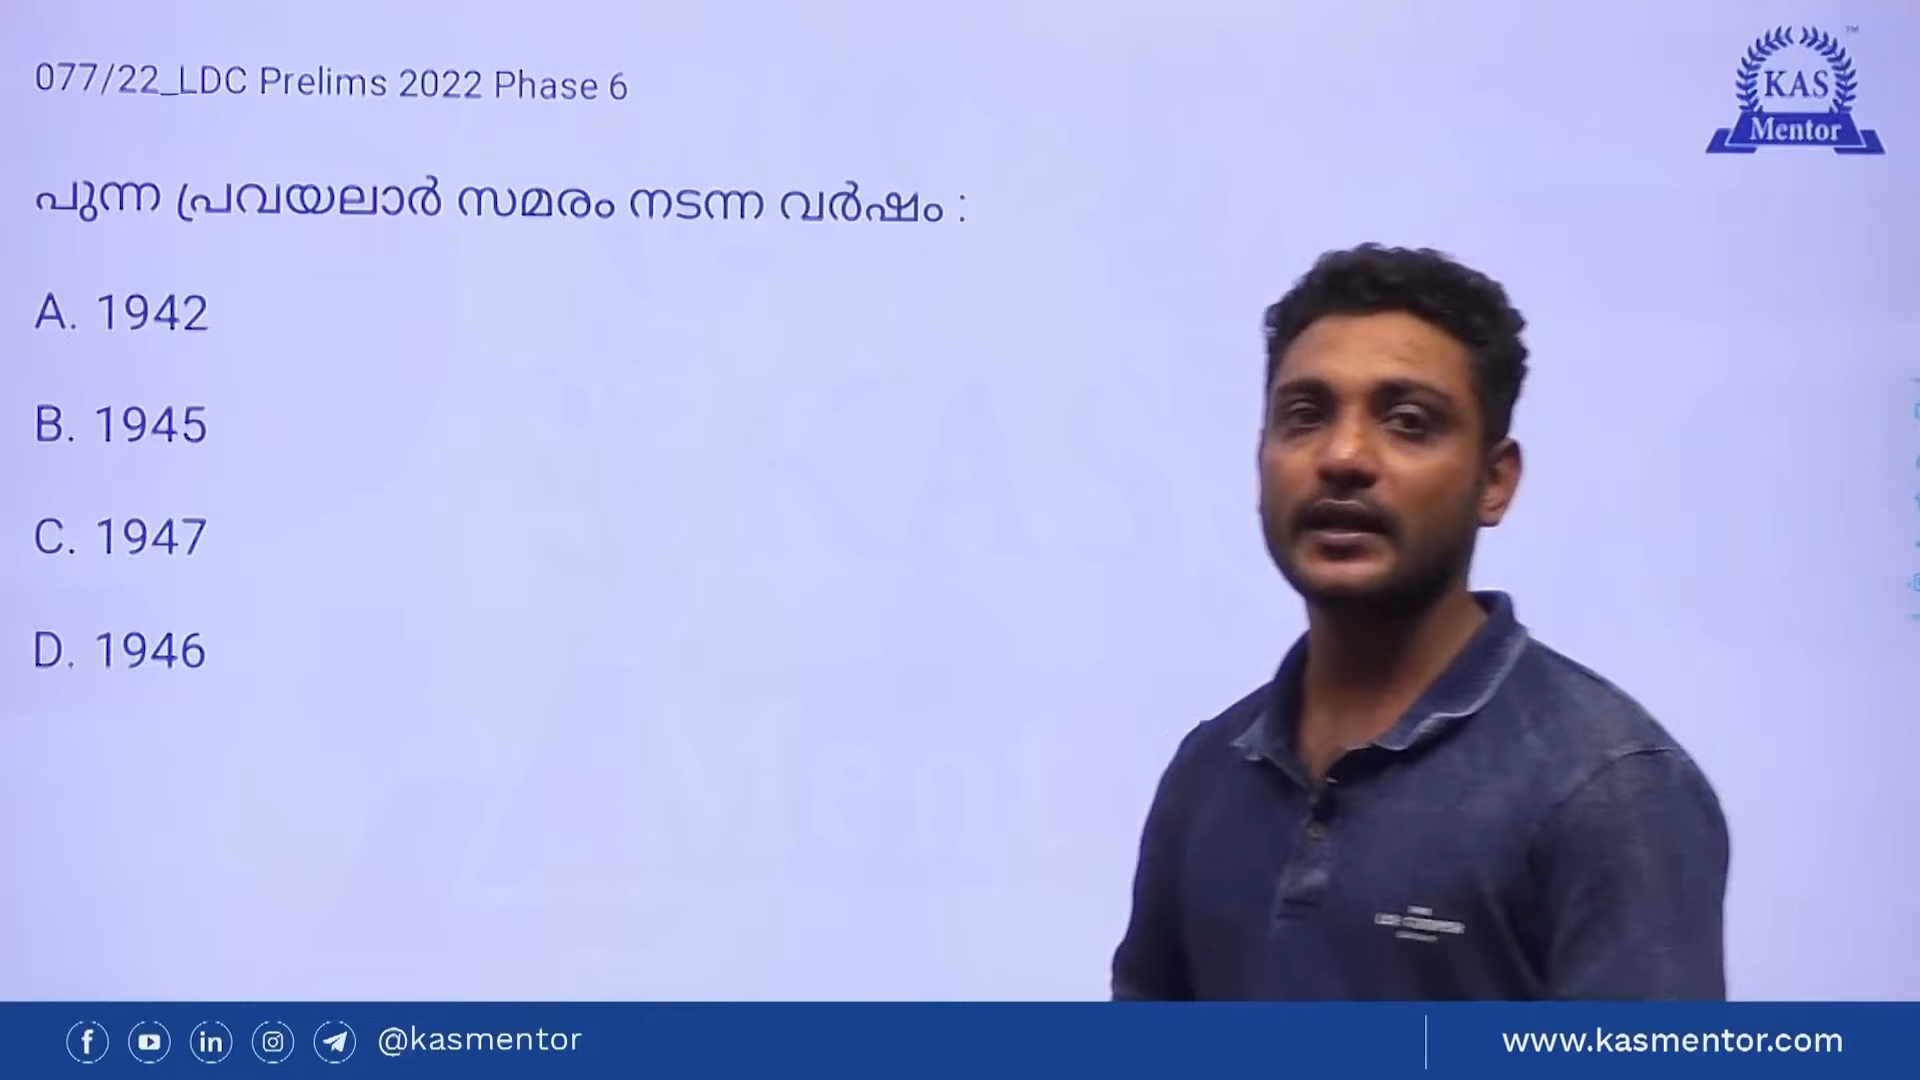 077/22_LDC Prelims 2022 Phase 6
KAS
Mentor
TM
പുന്ന പ്രവയലാർ സമരം നടന്ന വർഷം :
A. 1942
B. 1945
C. 1947
D. 1946
@kasmentor
www.kasmentor.com